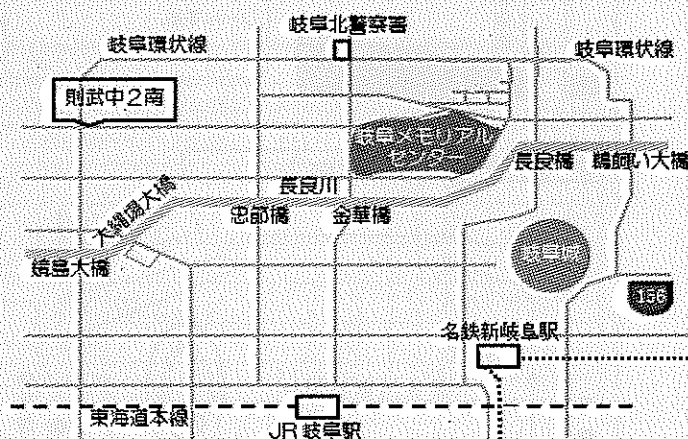 岐阜北警察署
岐阜環状線
岐阜環状線
則武中2南
岐阜メモリアル
センター
長良橋
鵜飼い大橋
大縄場大橋
長良川
忠節橋
金華橋
鏡島大橋
156
名鉄新岐阜駅
東海道本線
JR岐阜駅